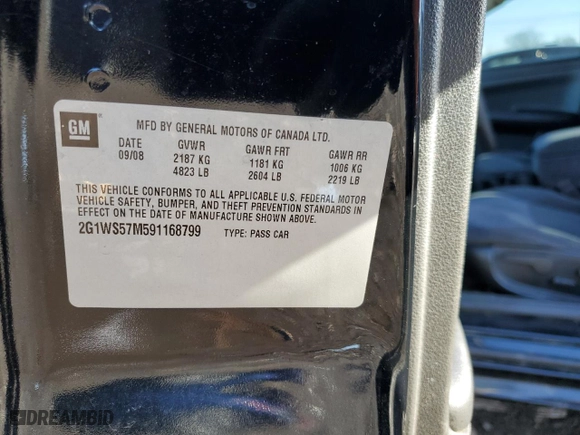 GM
MFD BY GENERAL MOTORS OF CANADA LTD.
DATE GVWR GAWR FRT GAWR RR
09/08 2187 KG 1181 KG 1006 KG
4823 LB 2604 LB 2219 LB
THIS VEHICLE CONFORMS TO ALL APPLICABLE U.S. FEDERAL MOTOR
VEHICLE SAFETY, BUMPER, AND THEFT PREVENTION STANDARDS IN
EFFECT ON THE DATE OF MANUFACTURE SHOWN ABOVE.
2G1WS57M591168799 TYPE: PASS CAR
DREAMBID